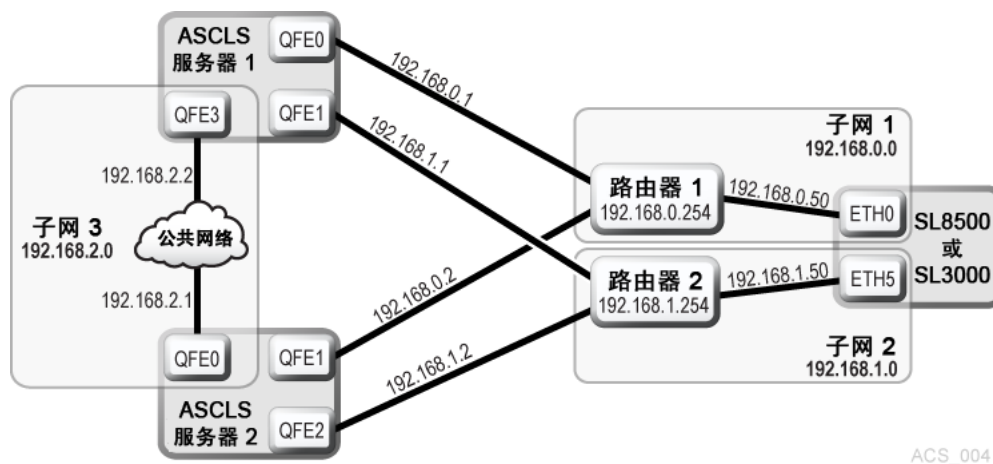 ASCLS
服务器 1
QFE0
QFE1
QFE3
192.168.0.1
192.168.1.1
192.168.2.2
子网 3
192.168.2.0
公共网络
192.168.2.1
192.168.0.2
192.168.1.2
QFE0
QFE1
QFE2
ASCLS
服务器 2
子网 1
192.168.0.0
路由器 1
192.168.0.254
192.168.0.50
ETH0
路由器 2
192.168.1.254
192.168.1.50
ETH5
SL8500
或
SL3000
子网 2
192.168.1.0
ACS_004